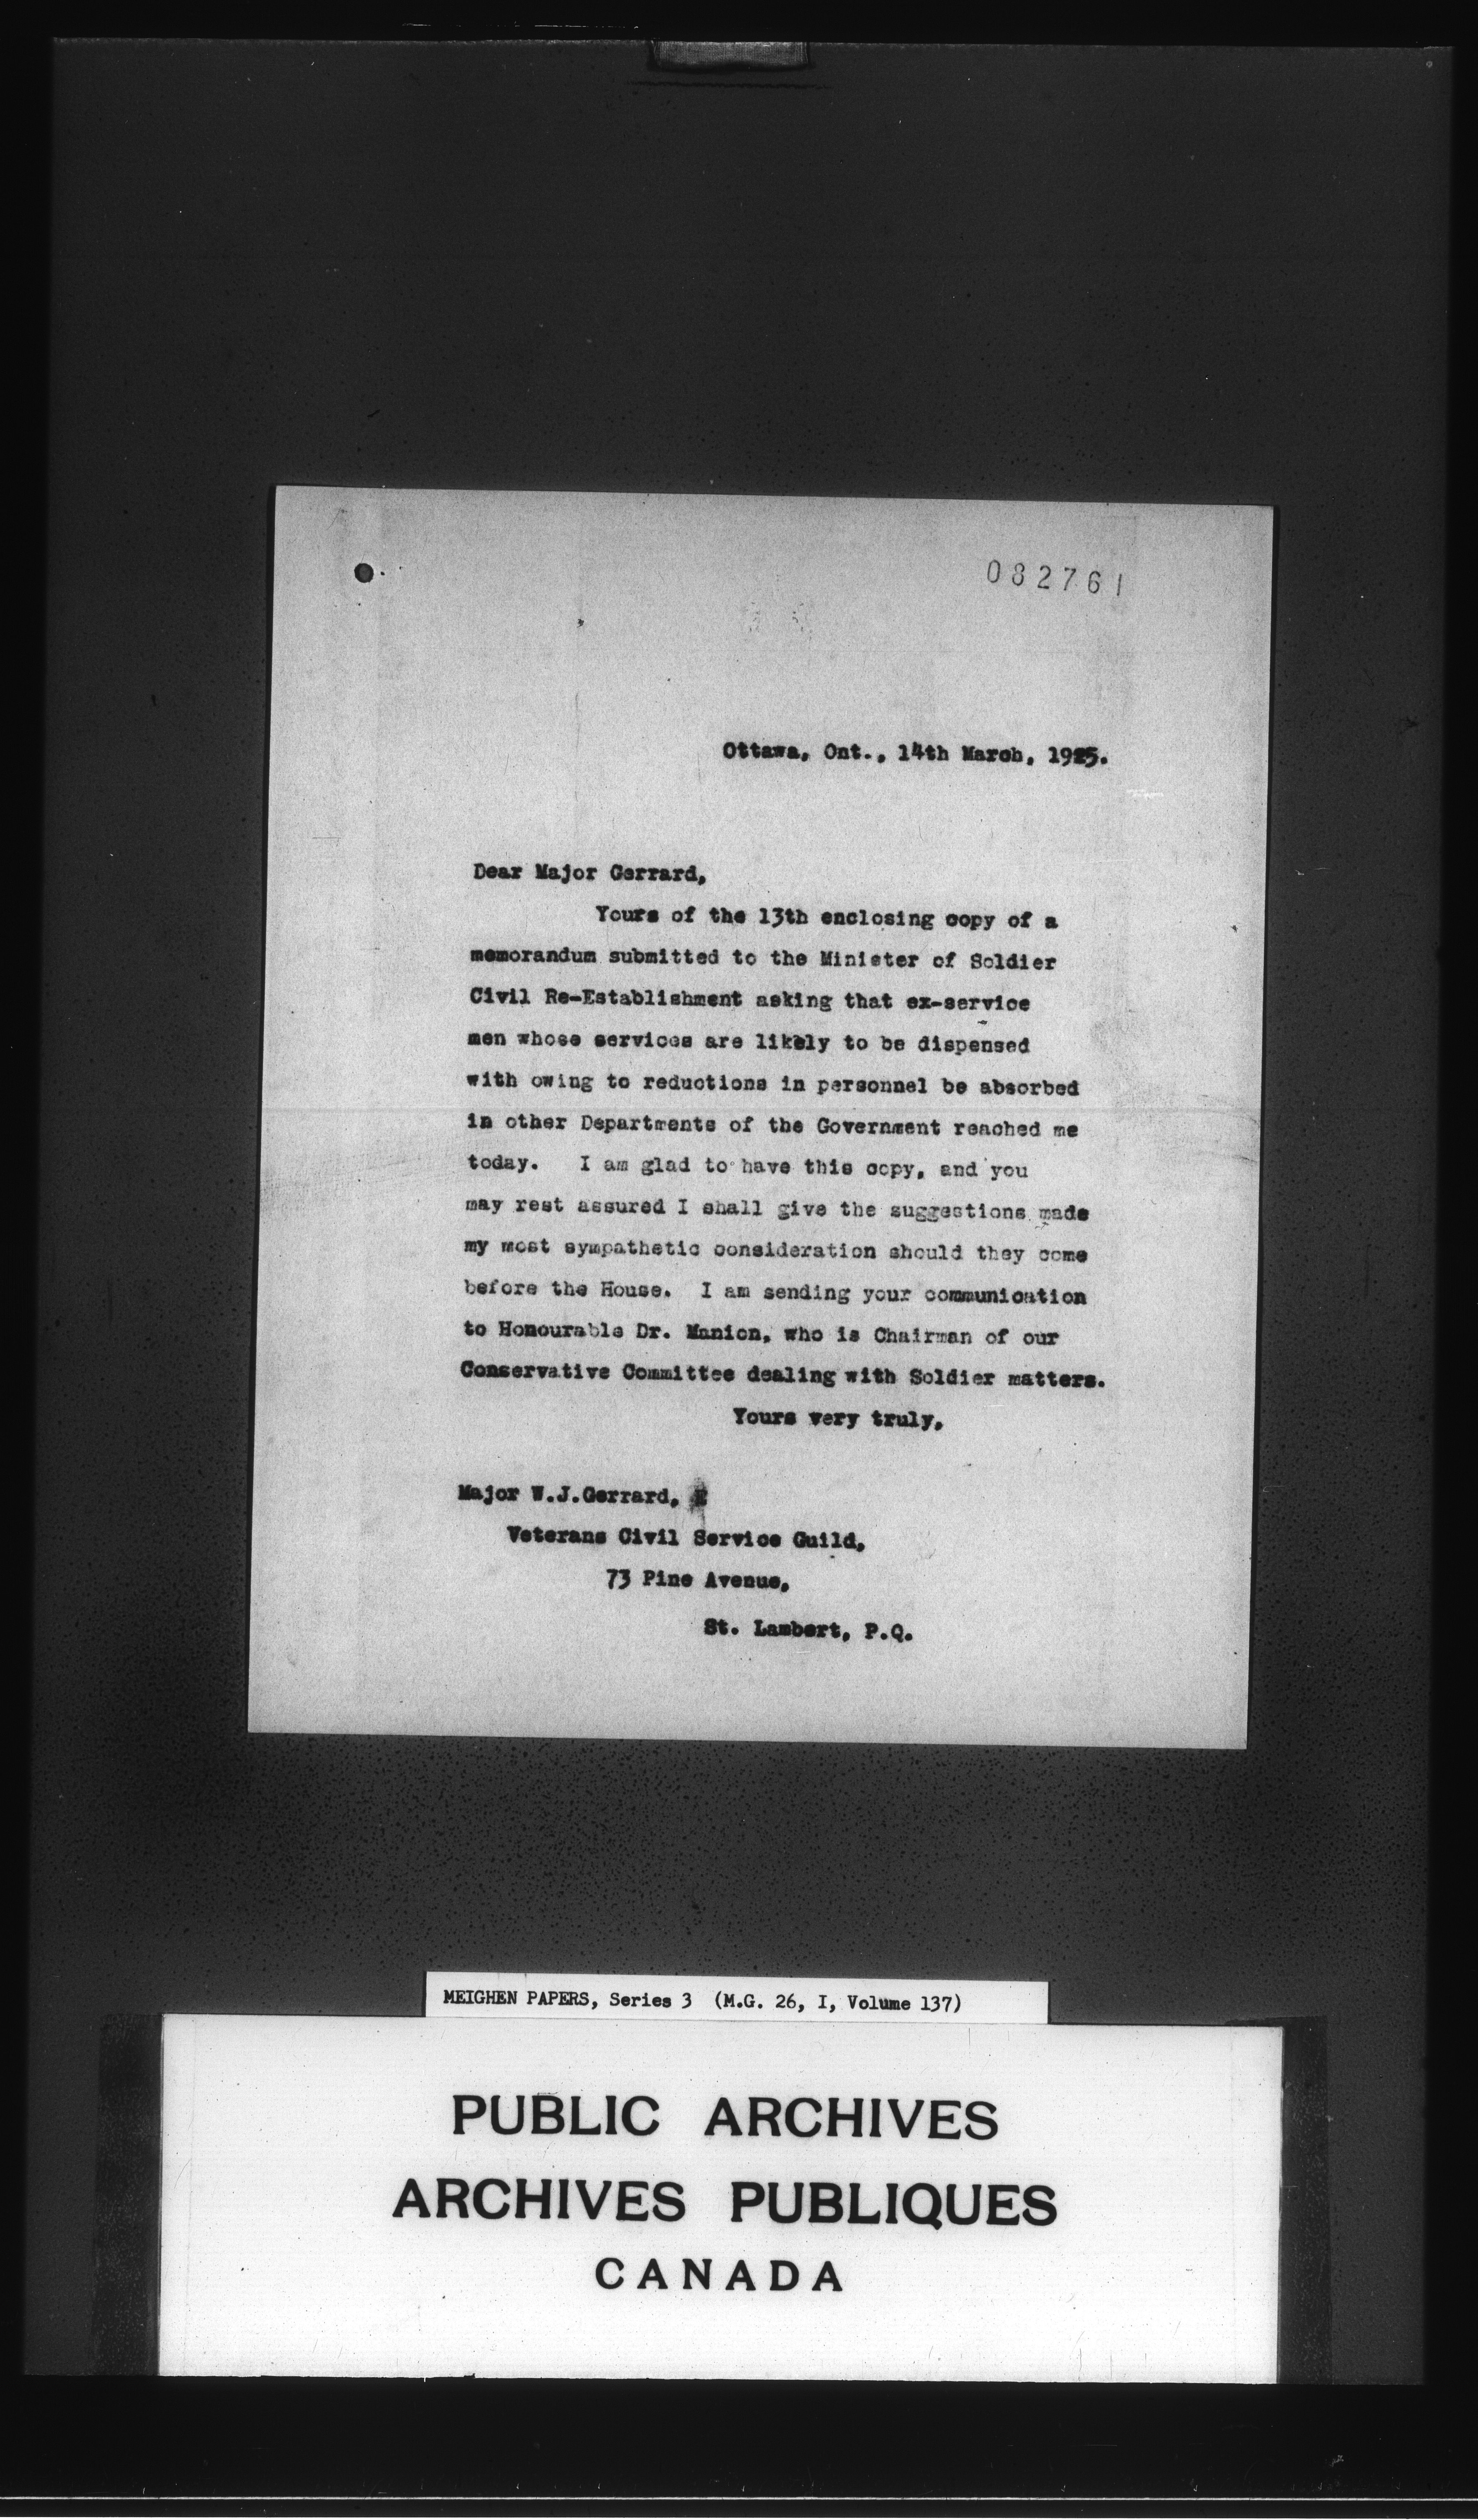 082761
Ottawa, Ont., 14th March, 1925.
Dear Major Gerrard,
Yours of the 13th enclosing copy of a
memorandum submitted to the Minister of Soldier
Civil Re-Establishment asking that ex-service
men whose services are likely to be dispensed
with owing to reductions in personnel be absorbed
in other Departments of the Government reached me
today. I am glad to have this copy, and you
may rest assured I shall give the suggestions made
my most sympathetic consideration should they come
before the House. I am sending your communication
to Honourable Dr. Manion, who is Chairman of our
Conservative Committee dealing with Soldier matters.
Yours very truly,
Major W.J.Gerrard,
Veterans Civil Service Guild,
73 Pine Avenue,
St. Lambert, P.Q.
MEIGHEN PAPERS, Series 3 (M.G. 26, I, Volume 137)
PUBLIC ARCHIVES
ARCHIVES PUBLIQUES
CANADA